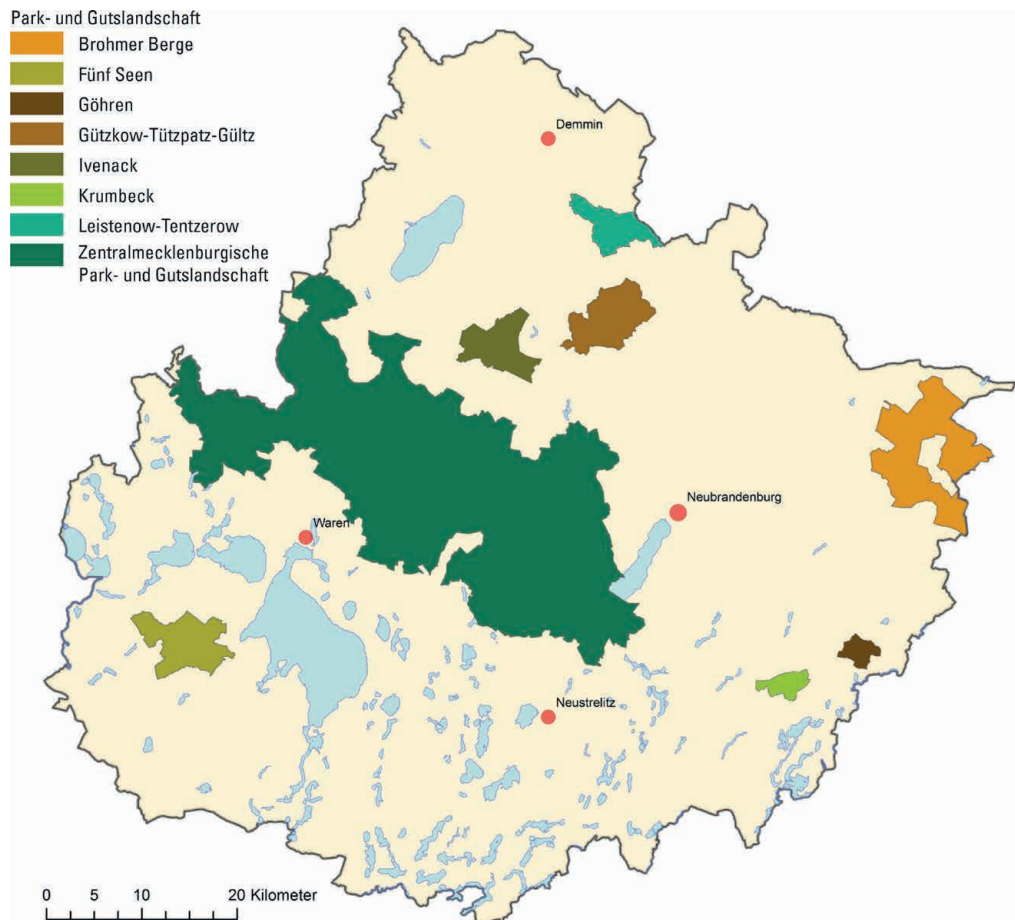 Park- und Gutslandschaft
Brohmer Berge
Fünf Seen
Göhren
Gützkow-Tützpatz-Gültz
Ivenack
Krumbeck
Leistenow-Tentzerow
Zentralmecklenburgische
Park- und Gutslandschaft
Demmin
Neubrandenburg
Waren
Neustrelitz
0 5 10 20 Kilometer